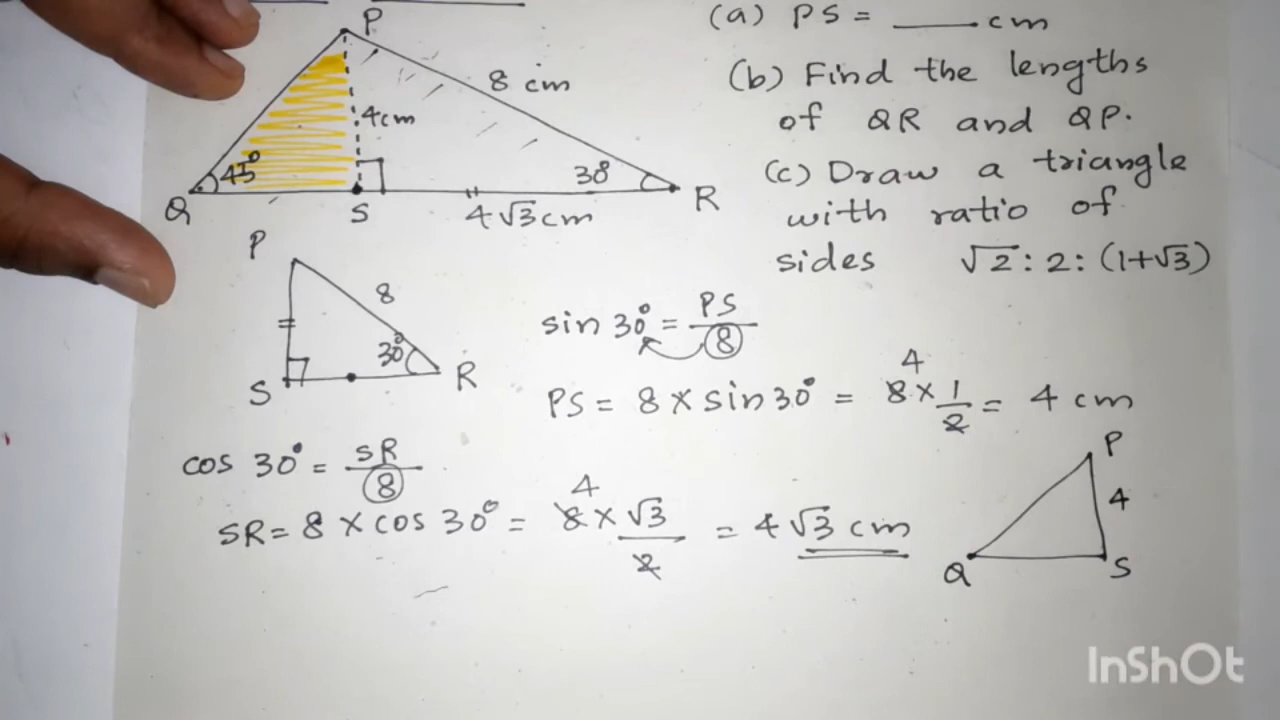 P
(a) PS = ____ cm
8 cm
(b) Find the lengths
of QR and QP.
4cm
45°
30°
Q
S
4√3cm
R
(c) Draw a triangle
with ratio of
sides √2 : 2 : (1+√3)
P
8
30°
S
R
sin 30° = PS/8
4
PS = 8 × sin 30° = 8 × 1/2 = 4 cm
cos 30° = SR/8
4
SR = 8 × cos 30° = 8 × √3/2 = 4√3 cm
P
4
Q
S
InShOt